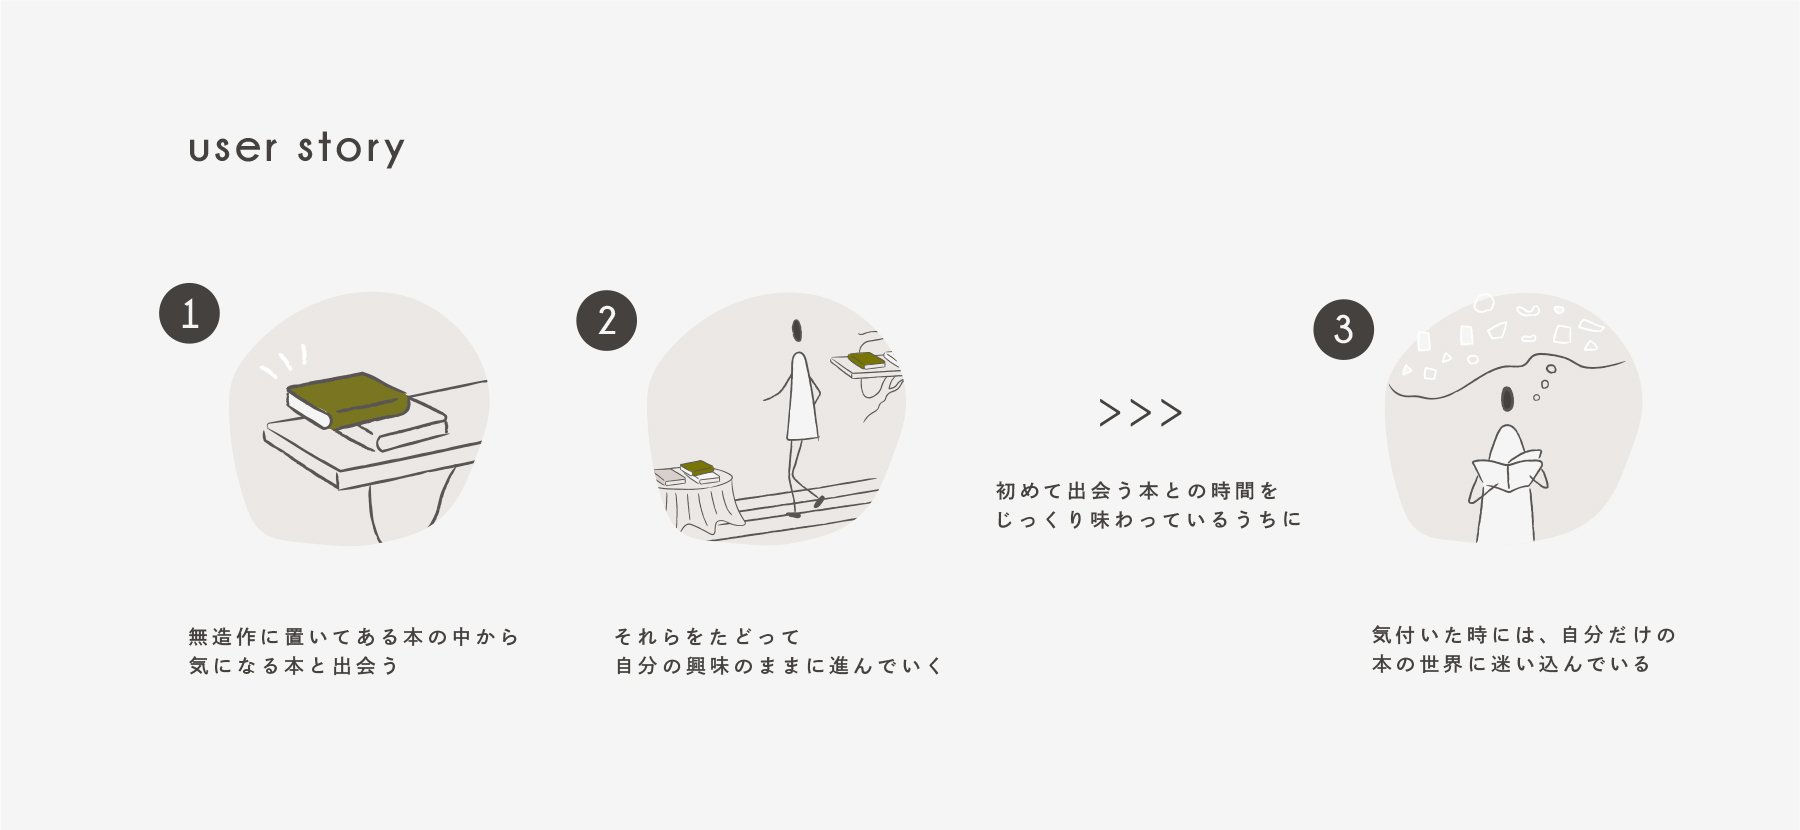 user story
1
無造作に置いてある本の中から
気になる本と出会う
2
それらをたどって
自分の興味のままに進んでいく
>>>
初めて出会う本との時間を
じっくり味わっているうちに
3
気付いた時には、自分だけの
本の世界に迷い込んでいる